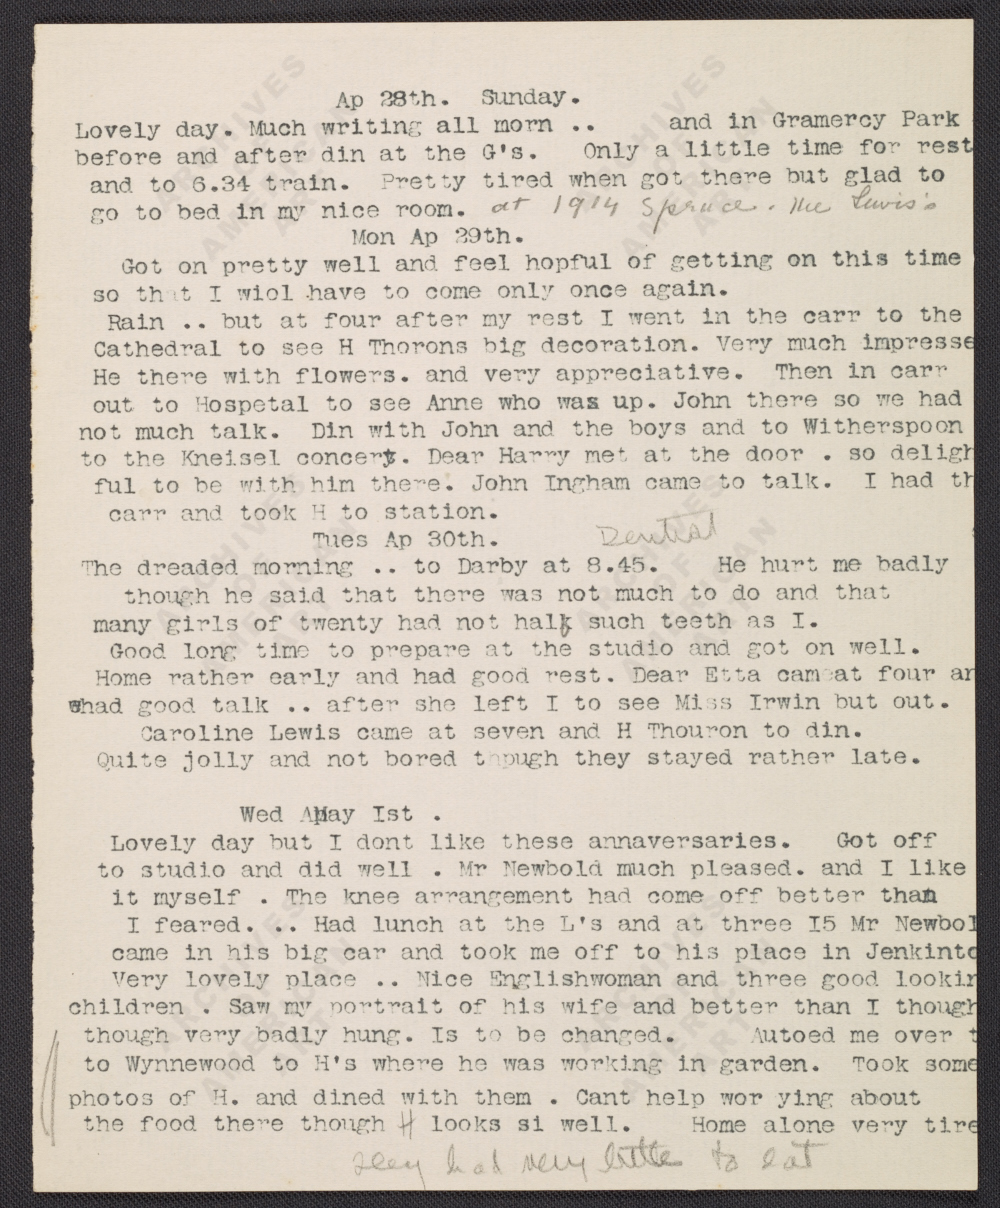 Ap 28th. Sunday.
Lovely day. Much writing all morn .. and in Gramercy Park
before and after din at the G's. Only a little time for rest
and to 6.34 train. Pretty tired when got there but glad to
go to bed in my nice room. at 1914 Spruce. the Lewis's
Mon Ap 29th.
Got on pretty well and feel hopful of getting on this time
so that I wiol have to come only once again.
Rain .. but at four after my rest I went in the carr to the
Cathedral to see H Thorons big decoration. Very much impresse
He there with flowers. and very appreciative. Then in carr
out to Hospetal to see Anne who was up. John there so we had
not much talk. Din with John and the boys and to Witherspoon
to the Kneisel concert. Dear Harry met at the door . so deligh
ful to be with him there. John Ingham came to talk. I had th
carr and took H to station.
Tues Ap 30th. Dentist
The dreaded morning .. to Darby at 8.45. He hurt me badly
though he said that there was not much to do and that
many girls of twenty had not half such teeth as I.
Good long time to prepare at the studio and got on well.
Home rather early and had good rest. Dear Etta cam at four an
had good talk .. after she left I to see Miss Irwin but out.
Caroline Lewis came at seven and H Thouron to din.
Quite jolly and not bored thpugh they stayed rather late.
Wed May Ist .
Lovely day but I dont like these annaversaries. Got off
to studio and did well . Mr Newbold much pleased. and I like
it myself . The knee arrangement had come off better than
I feared. .. Had lunch at the L's and at three I5 Mr Newbol
came in his big car and took me off to his place in Jenkinto
Very lovely place .. Nice Englishwoman and three good lookin
children . Saw my portrait of his wife and better than I though
though very badly hung. Is to be changed. Autoed me over t
to Wynnewood to H's where he was working in garden. Took some
photos of H. and dined with them . Cant help wor ying about
the food there though H looks si well. Home alone very tire
had very little to eat